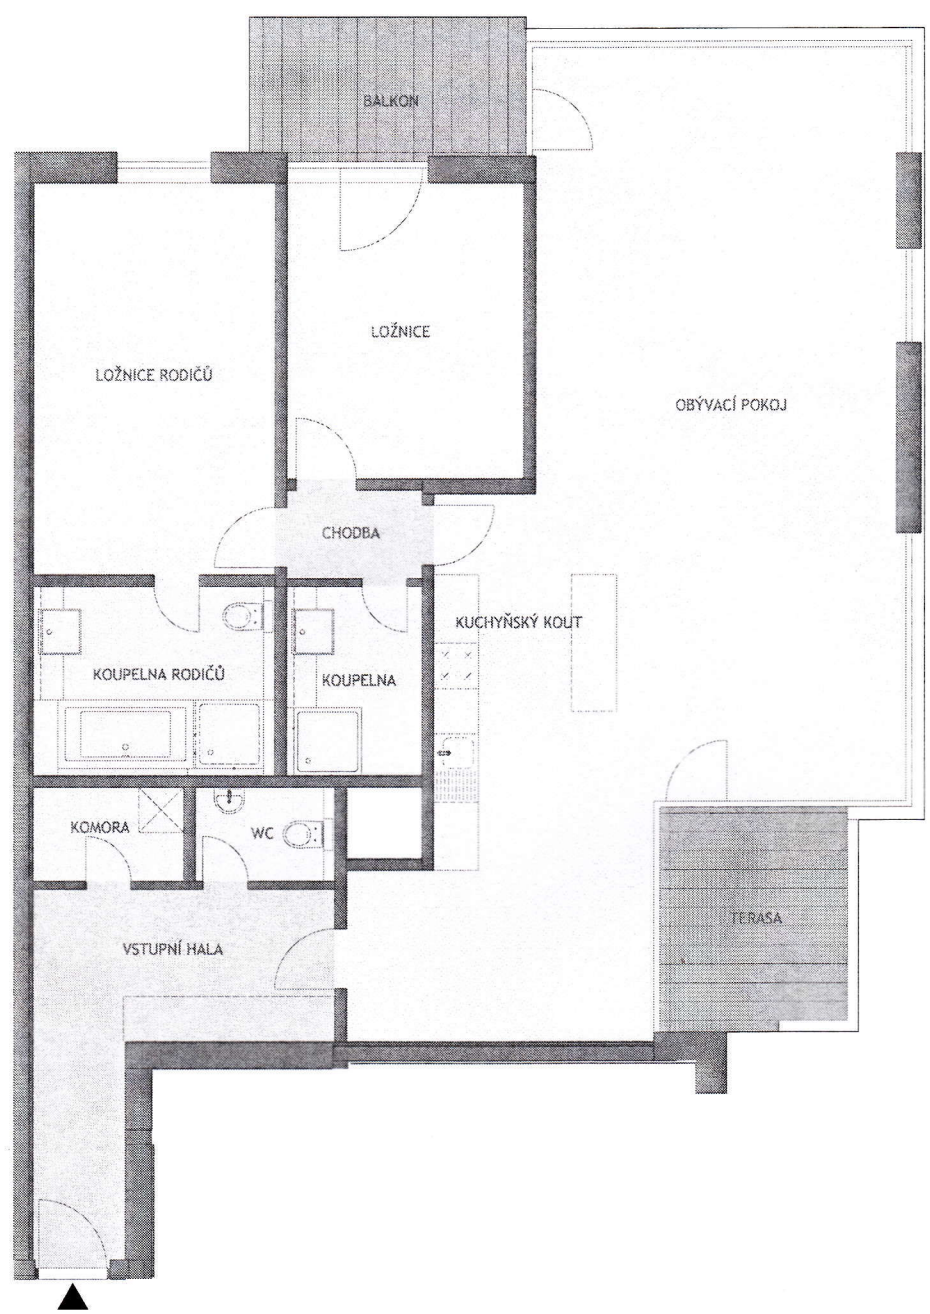 BALKON
LOŽNICE
LOŽNICE RODIČŮ
OBÝVACÍ POKOJ
CHODBA
KUCHYŇSKÝ KOUT
KOUPELNA RODIČŮ
KOUPELNA
KOMORA
WC
TERASA
VSTUPNÍ HALA